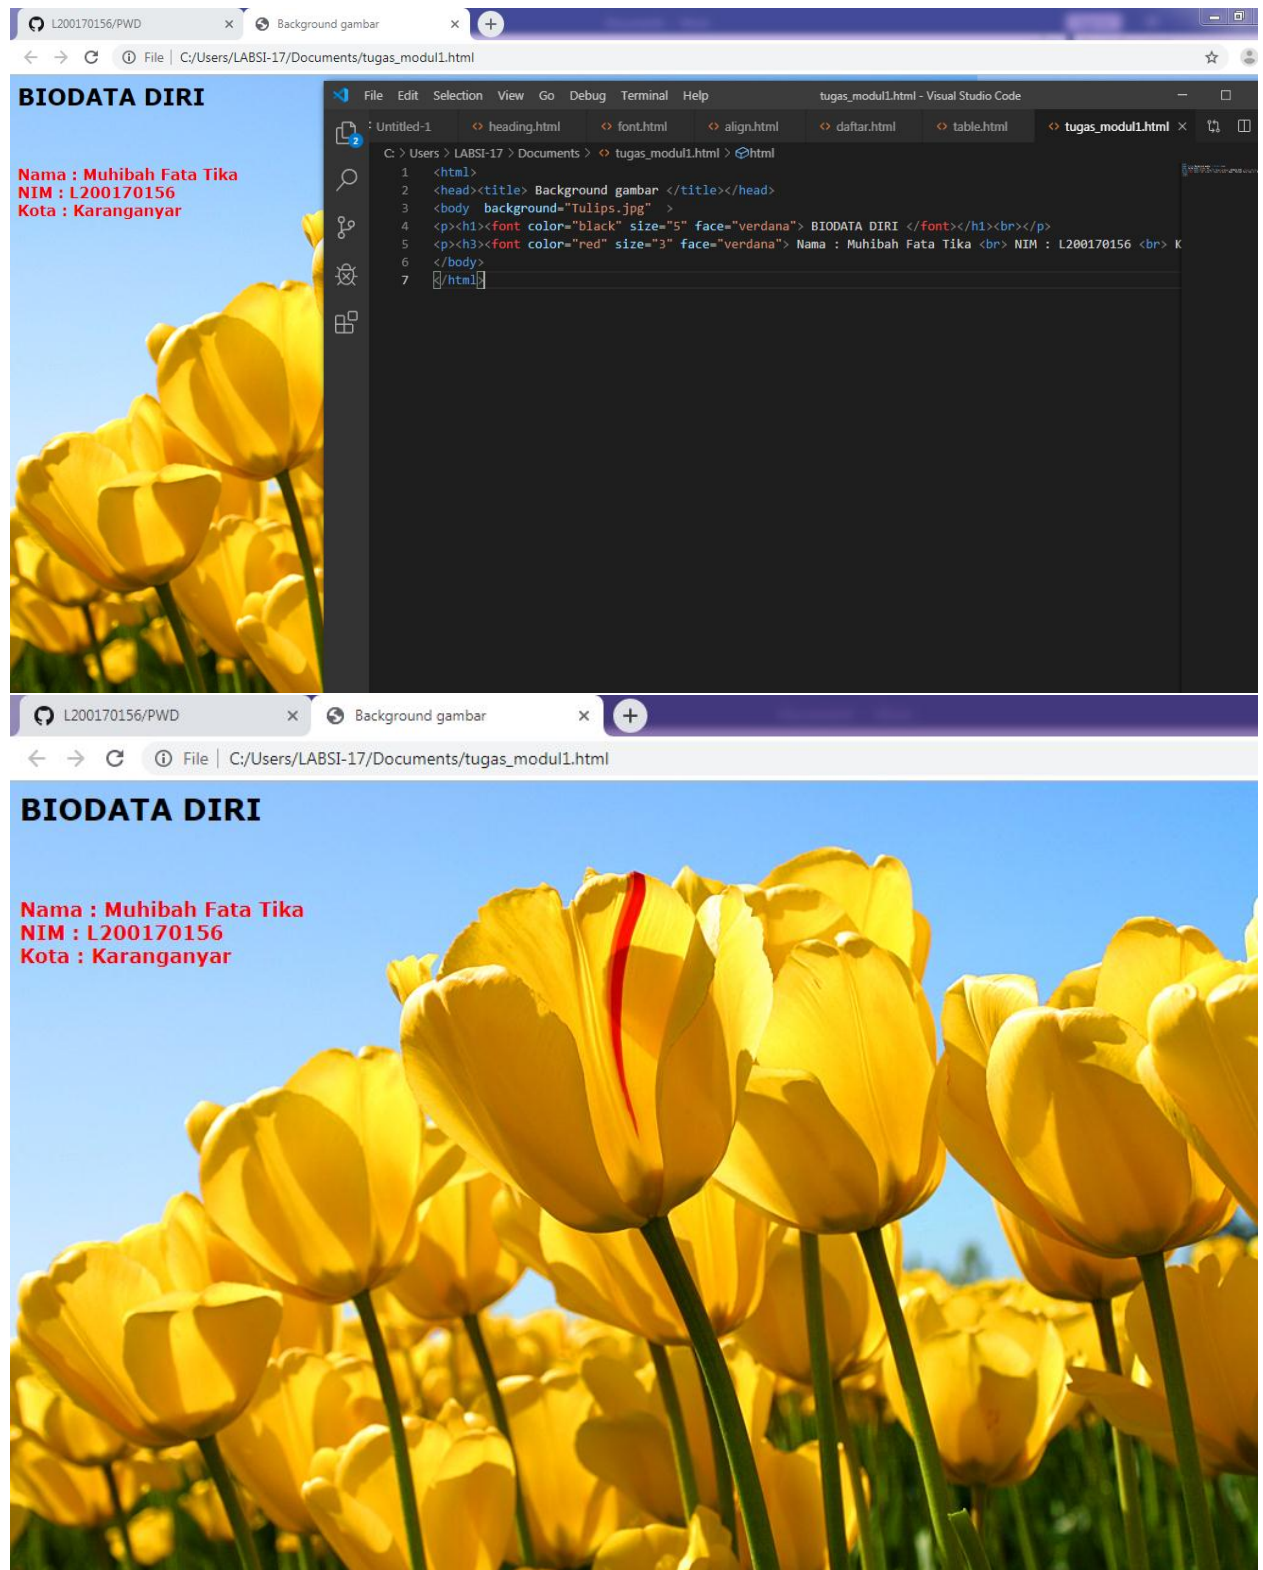 L200170156/PWD
Background gambar
File | C:/Users/LABSI-17/Documents/tugas_modul1.html
BIODATA DIRI
Nama : Muhibah Fata Tika
NIM : L200170156
Kota : Karanganyar
File Edit Selection View Go Debug Terminal Help tugas_modul1.html - Visual Studio Code
Untitled-1 heading.html font.html align.html daftar.html table.html tugas_modul1.html
2
C: > Users > LABSI-17 > Documents > tugas_modul1.html > html
1 <html>
2 <head><title> Background gambar </title></head>
3 <body  background="Tulips.jpg"  >
4 <p><h1><font color="black" size="5" face="verdana"> BIODATA DIRI </font></h1><br></p>
5 <p><h3><font color="red" size="3" face="verdana"> Nama : Muhibah Fata Tika <br> NIM : L200170156 <br> K
6 </body>
7 </html>
L200170156/PWD
Background gambar
File | C:/Users/LABSI-17/Documents/tugas_modul1.html
BIODATA DIRI
Nama : Muhibah Fata Tika
NIM : L200170156
Kota : Karanganyar